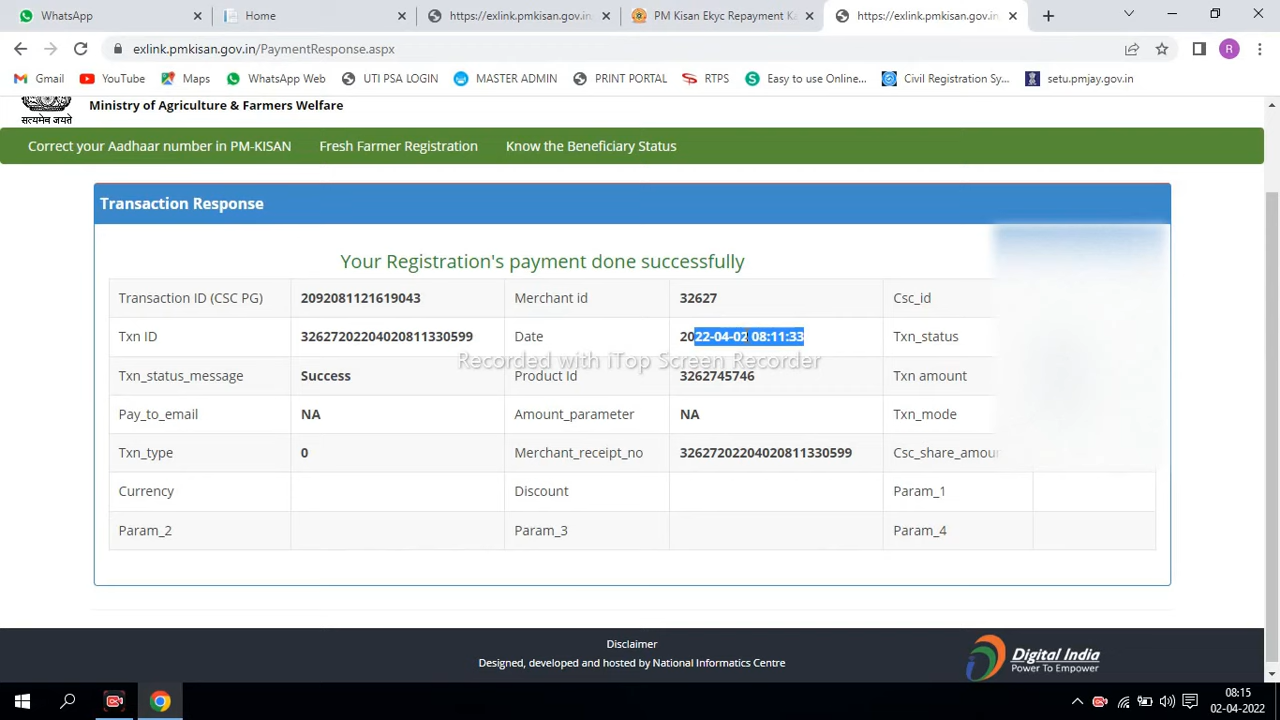 WhatsApp
Home
https://exlink.pmkisan.gov.in/
PM Kisan Ekyc Repayment Ka
https://exlink.pmkisan.gov.in/
exlink.pmkisan.gov.in/PaymentResponse.aspx
R
Gmail
YouTube
Maps
WhatsApp Web
UTI PSA LOGIN
MASTER ADMIN
PRINT PORTAL
RTPS
Easy to use Online...
Civil Registration Sy...
setu.pmjay.gov.in
सत्यमेव जयते
Ministry of Agriculture & Farmers Welfare
Correct your Aadhaar number in PM-KISAN
Fresh Farmer Registration
Know the Beneficiary Status
Transaction Response
Your Registration's payment done successfully
Transaction ID (CSC PG) 2092081121619043 Merchant id 32627 Csc_id
Txn ID 32627202204020811330599 Date 2022-04-02 08:11:33 Txn_status
Recorded with iTop Screen Recorder
Txn_status_message Success Product Id 3262745746 Txn amount
Pay_to_email NA Amount_parameter NA Txn_mode
Txn_type 0 Merchant_receipt_no 32627202204020811330599 Csc_share_amoun
Currency Discount Param_1
Param_2 Param_3 Param_4
Disclaimer
Designed, developed and hosted by National Informatics Centre
Digital India
Power To Empower
08:15
02-04-2022